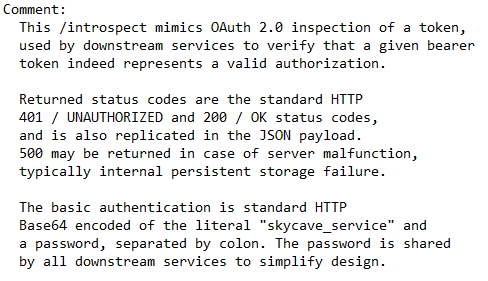 Comment:
This /introspect mimics OAuth 2.0 inspection of a token,
used by downstream services to verify that a given bearer
token indeed represents a valid authorization.
Returned status codes are the standard HTTP
401 / UNAUTHORIZED and 200 / OK status codes,
and is also replicated in the JSON payload.
500 may be returned in case of server malfunction,
typically internal persistent storage failure.
The basic authentication is standard HTTP
Base64 encoded of the literal "skycave_service" and
a password, separated by colon. The password is shared
by all downstream services to simplify design.